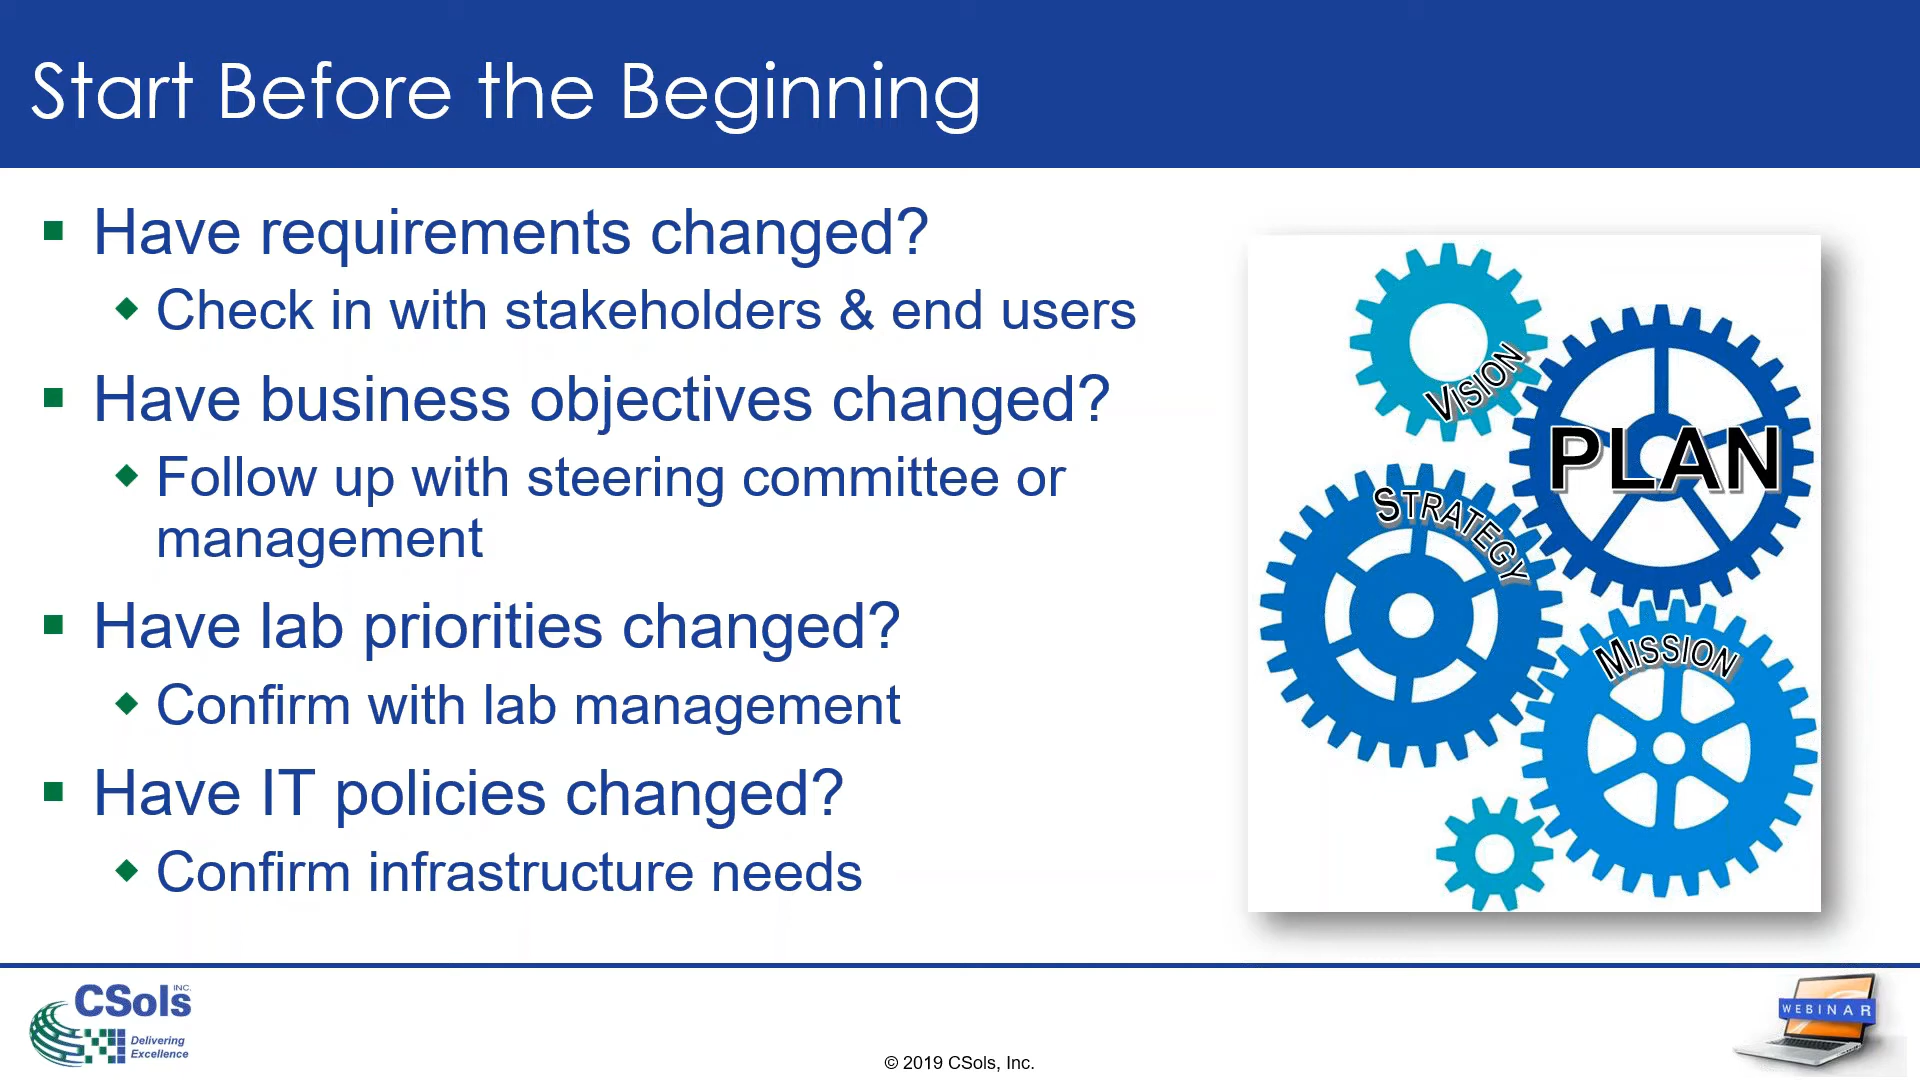 Start Before the Beginning
Have requirements changed?
Check in with stakeholders & end users
Have business objectives changed?
Follow up with steering committee or
management
Have lab priorities changed?
Confirm with lab management
Have IT policies changed?
Confirm infrastructure needs
VISION
PLAN
STRATEGY
MISSION
CSols INC.
Delivering
Excellence
© 2019 CSols, Inc.
WEBINAR